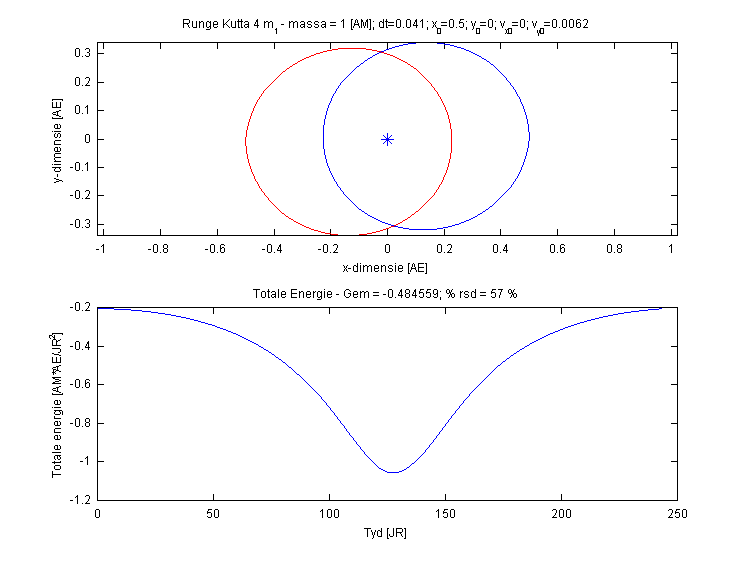 Runge Kutta 4 m₁ - massa = 1 [AM]; dt=0.041; x₀=0.5; y₀=0; vₓ₀=0; v_y0=0.0062
0.3
0.2
0.1
0
-0.1
-0.2
-0.3
y-dimensie [AE]
-1 -0.8 -0.6 -0.4 -0.2 0 0.2 0.4 0.6 0.8 1
x-dimensie [AE]
Totale Energie - Gem = -0.484559; % rsd = 57 %
-0.2
-0.4
-0.6
-0.8
-1
-1.2
Totale energie [AM*AE/JR²]
0 50 100 150 200 250
Tyd [JR]